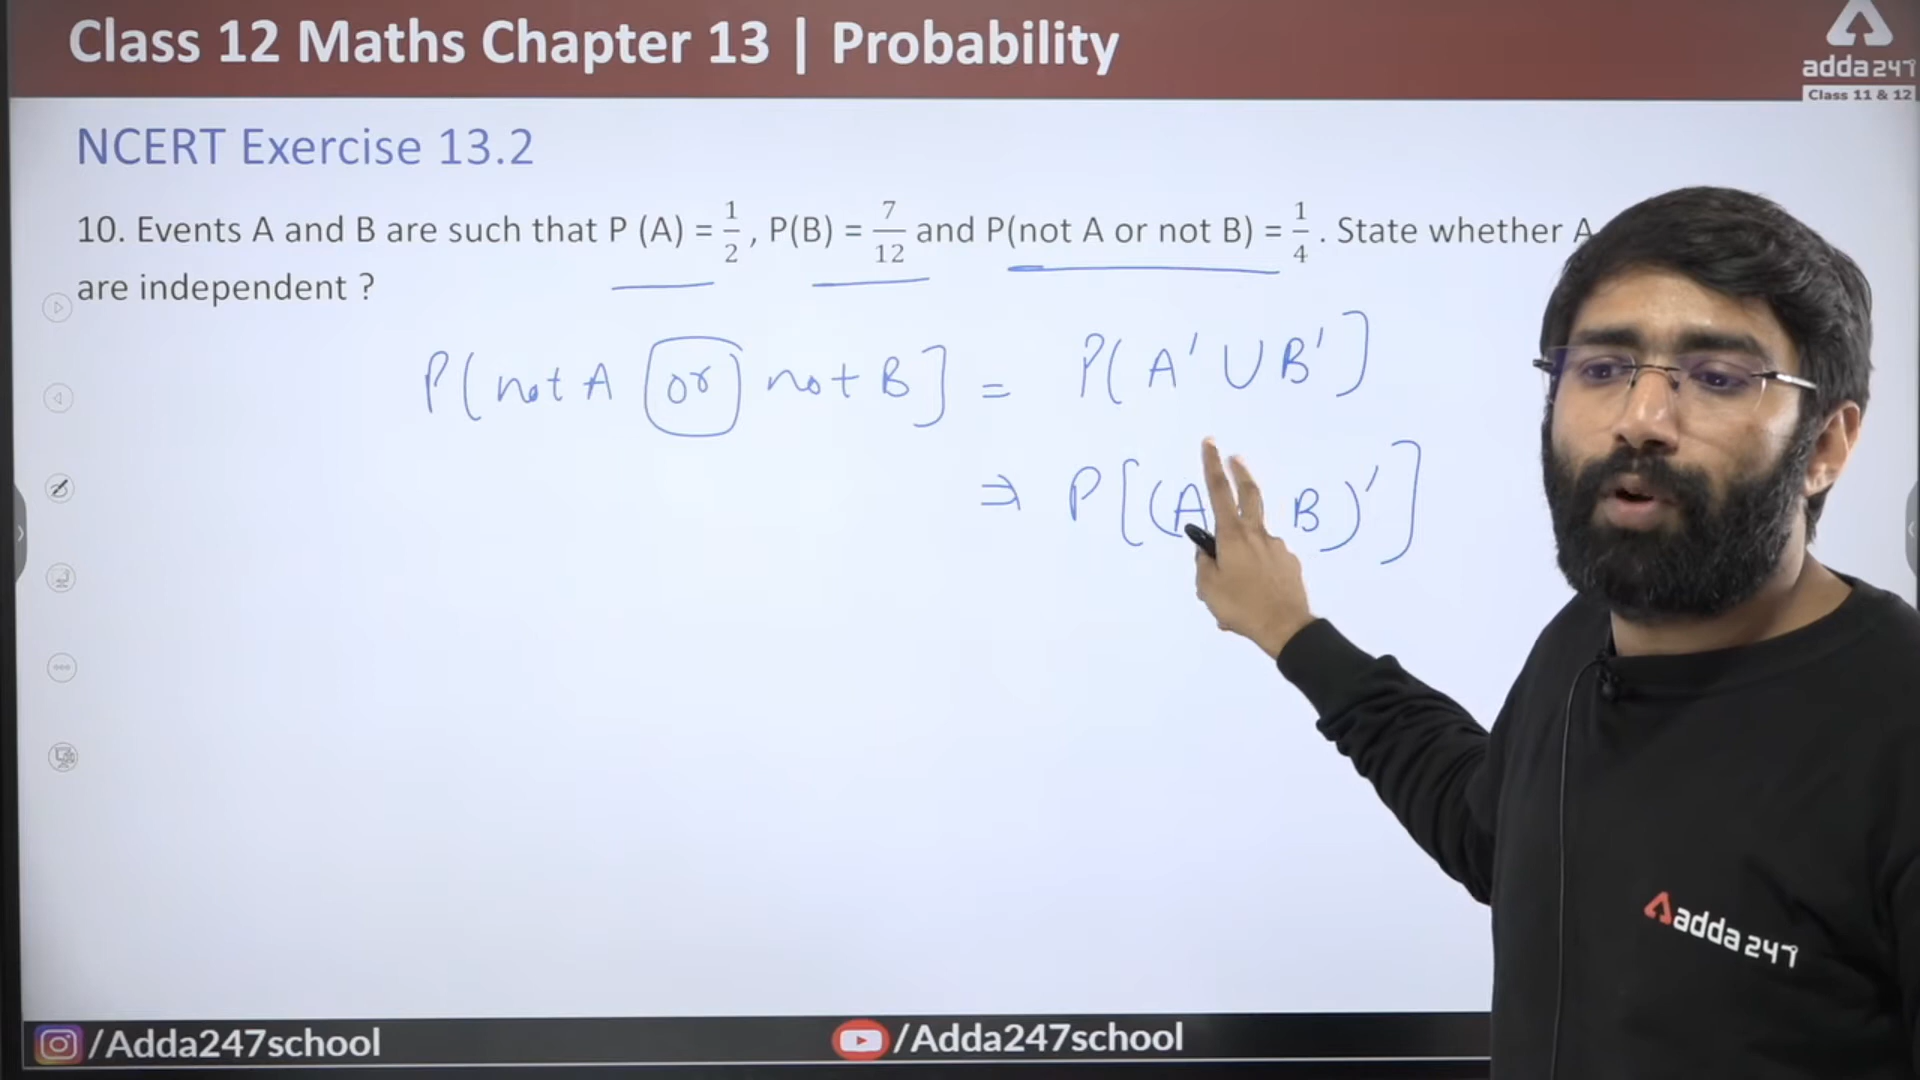 Class 12 Maths Chapter 13 | Probability
adda247
Class 11 & 12
NCERT Exercise 13.2
10. Events A and B are such that P (A) = 1/2, P(B) = 7/12 and P(not A or not B) = 1/4. State whether A
are independent ?
P(not A or not B] = P(A' ∪ B']
⇒ P[(A B)']
adda247
/Adda247school
/Adda247school